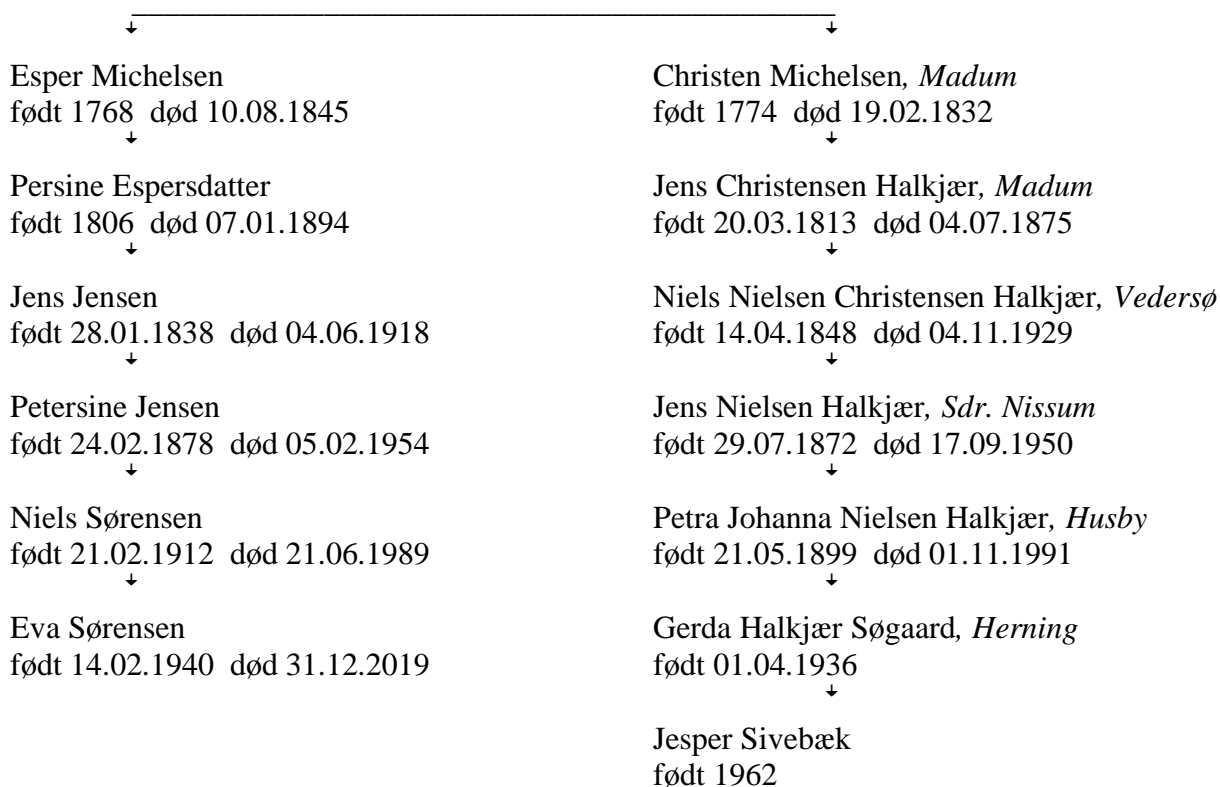 Esper Michelsen
født 1768 død 10.08.1845
Persine Espersdatter
født 1806 død 07.01.1894
Jens Jensen
født 28.01.1838 død 04.06.1918
Petersine Jensen
født 24.02.1878 død 05.02.1954
Niels Sørensen
født 21.02.1912 død 21.06.1989
Eva Sørensen
født 14.02.1940 død 31.12.2019
Christen Michelsen, Madum
født 1774 død 19.02.1832
Jens Christensen Halkjær, Madum
født 20.03.1813 død 04.07.1875
Niels Nielsen Christensen Halkjær, Vedersø
født 14.04.1848 død 04.11.1929
Jens Nielsen Halkjær, Sdr. Nissum
født 29.07.1872 død 17.09.1950
Petra Johanna Nielsen Halkjær, Husby
født 21.05.1899 død 01.11.1991
Gerda Halkjær Søgaard, Herning
født 01.04.1936
Jesper Sivebæk
født 1962